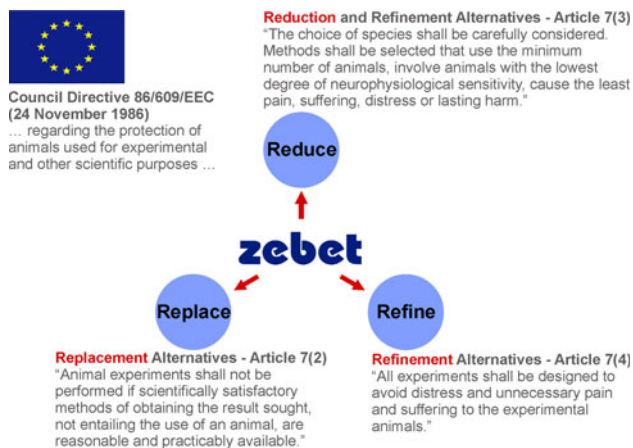 Council Directive 86/609/EEC
(24 November 1986)
… regarding the protection of
animals used for experimental
and other scientific purposes …
Reduction and Refinement Alternatives - Article 7(3)
“The choice of species shall be carefully considered.
Methods shall be selected that use the minimum
number of animals, involve animals with the lowest
degree of neurophysiological sensitivity, cause the least
pain, suffering, distress or lasting harm.”
Reduce
zebet
Replace
Refine
Replacement Alternatives - Article 7(2)
“Animal experiments shall not be
performed if scientifically satisfactory
methods of obtaining the result sought,
not entailing the use of an animal, are
reasonable and practicably available.”
Refinement Alternatives - Article 7(4)
“All experiments shall be designed to
avoid distress and unnecessary pain
and suffering to the experimental
animals.”